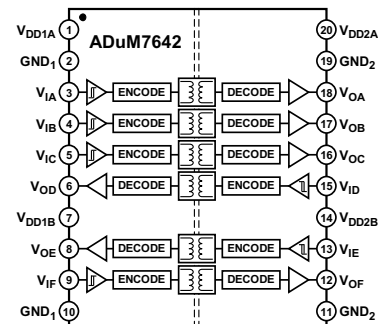 ADuM7642
VDD1A 1 20 VDD2A
GND1 2 19 GND2
VIA 3 ENCODE DECODE 18 VOA
VIB 4 ENCODE DECODE 17 VOB
VIC 5 ENCODE DECODE 16 VOC
VOD 6 DECODE ENCODE 15 VID
VDD1B 7 14 VDD2B
VOE 8 DECODE ENCODE 13 VIE
VIF 9 ENCODE DECODE 12 VOF
GND1 10 11 GND2